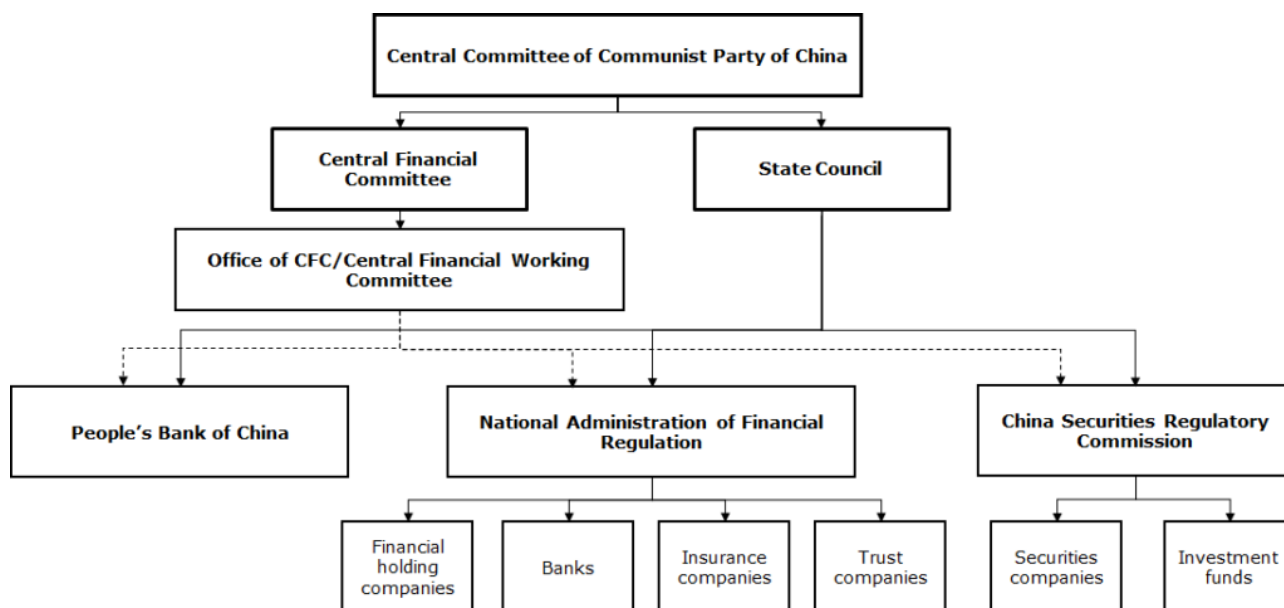 Central Committee of Communist Party of China
Central Financial
Committee
State Council
Office of CFC/Central Financial Working
Committee
People's Bank of China
National Administration of Financial
Regulation
China Securities Regulatory
Commission
Financial
holding
companies
Banks
Insurance
companies
Trust
companies
Securities
companies
Investment
funds